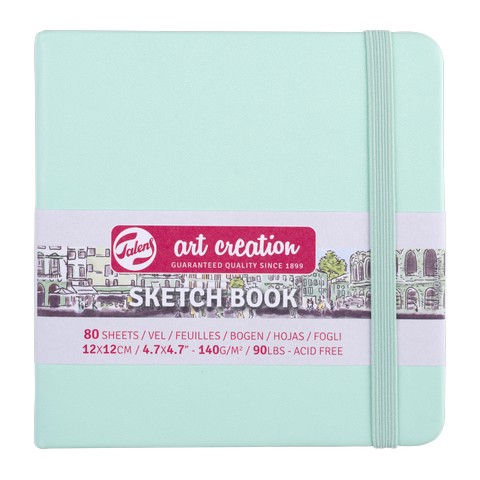 Talens
art creation
GUARANTEED QUALITY SINCE 1899
SKETCH BOOK
80 SHEETS / VEL / FEUILLES / BOGEN / HOJAS / FOGLI
12X12CM / 4.7X4.7" - 140G/M² / 90LBS - ACID FREE